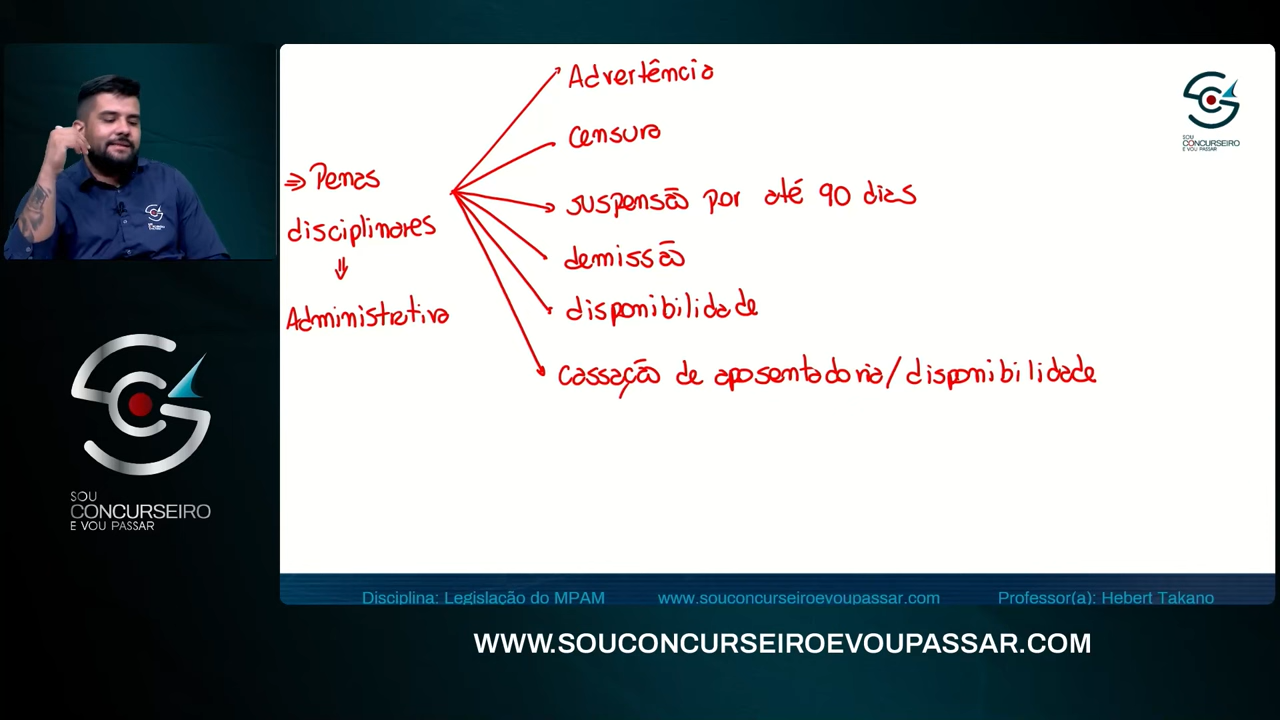 Advertência
censura
⇒ Penas
suspensão por até 90 dias
disciplinares
demissão
disponibilidade
Administrativa
cassação de aposentadoria/disponibilidade
SOU
CONCURSEIRO
E VOU PASSAR
SOU
CONCURSEIRO
E VOU PASSAR
Disciplina: Legislação do MPAM www.souconcurseiroevoupassar.com Professor(a): Hebert Takano
WWW.SOUCONCURSEIROEVOUPASSAR.COM